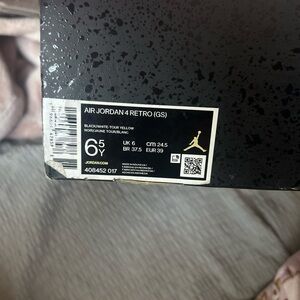 AIR JORDAN 4 RETRO (GS)
BLACK/WHITE-TOUR YELLOW
NOIR/JAUNE TOUR/BLANC
6.5Y
UK 6 cm 24.5
BR 37.5 EUR 39
JORDAN.COM
408452 017